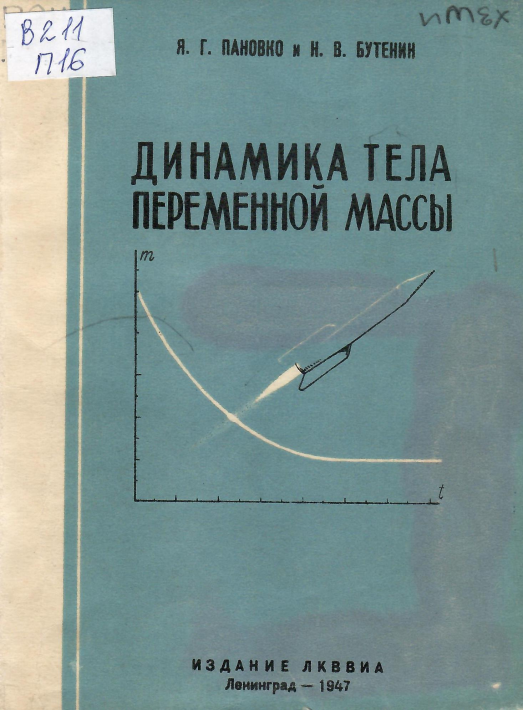 В211
П16
имех
Я. Г. ПАНОВКО и Н. В. БУТЕНИН
ДИНАМИКА ТЕЛА
ПЕРЕМЕННОЙ МАССЫ
m
t
ИЗДАНИЕ ЛКВВИА
Ленинград — 1947